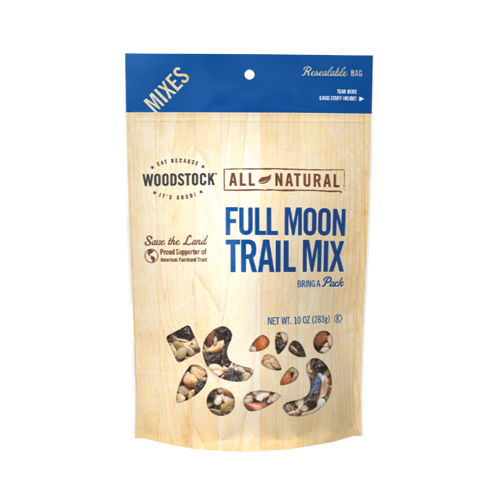 MIXES
Resealable BAG
TEAR HERE
GOOD STUFF INSIDE!
EAT BECAUSE
WOODSTOCK
IT'S GOOD!
ALL NATURAL
FULL MOON
TRAIL MIX
BRING A Pack
Save the Land
Proud Supporter of
American Farmland Trust
NET WT. 10 OZ (283g) K